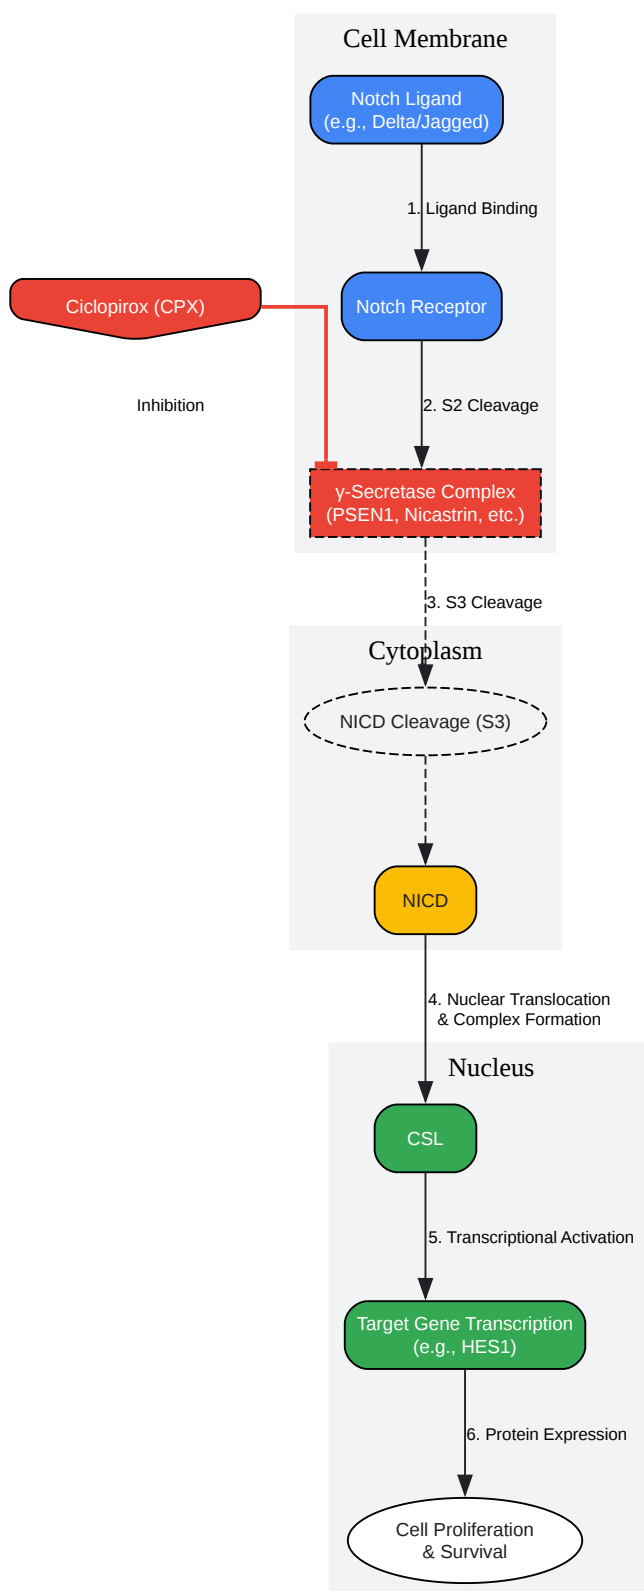 Cell Membrane
Notch Ligand
(e.g., Delta/Jagged)
1. Ligand Binding
Ciclopirox (CPX)
Notch Receptor
Inhibition
2. S2 Cleavage
γ-Secretase Complex
(PSEN1, Nicastrin, etc.)
3. S3 Cleavage
Cytoplasm
NICD Cleavage (S3)
NICD
4. Nuclear Translocation
& Complex Formation
Nucleus
CSL
5. Transcriptional Activation
Target Gene Transcription
(e.g., HES1)
6. Protein Expression
Cell Proliferation
& Survival